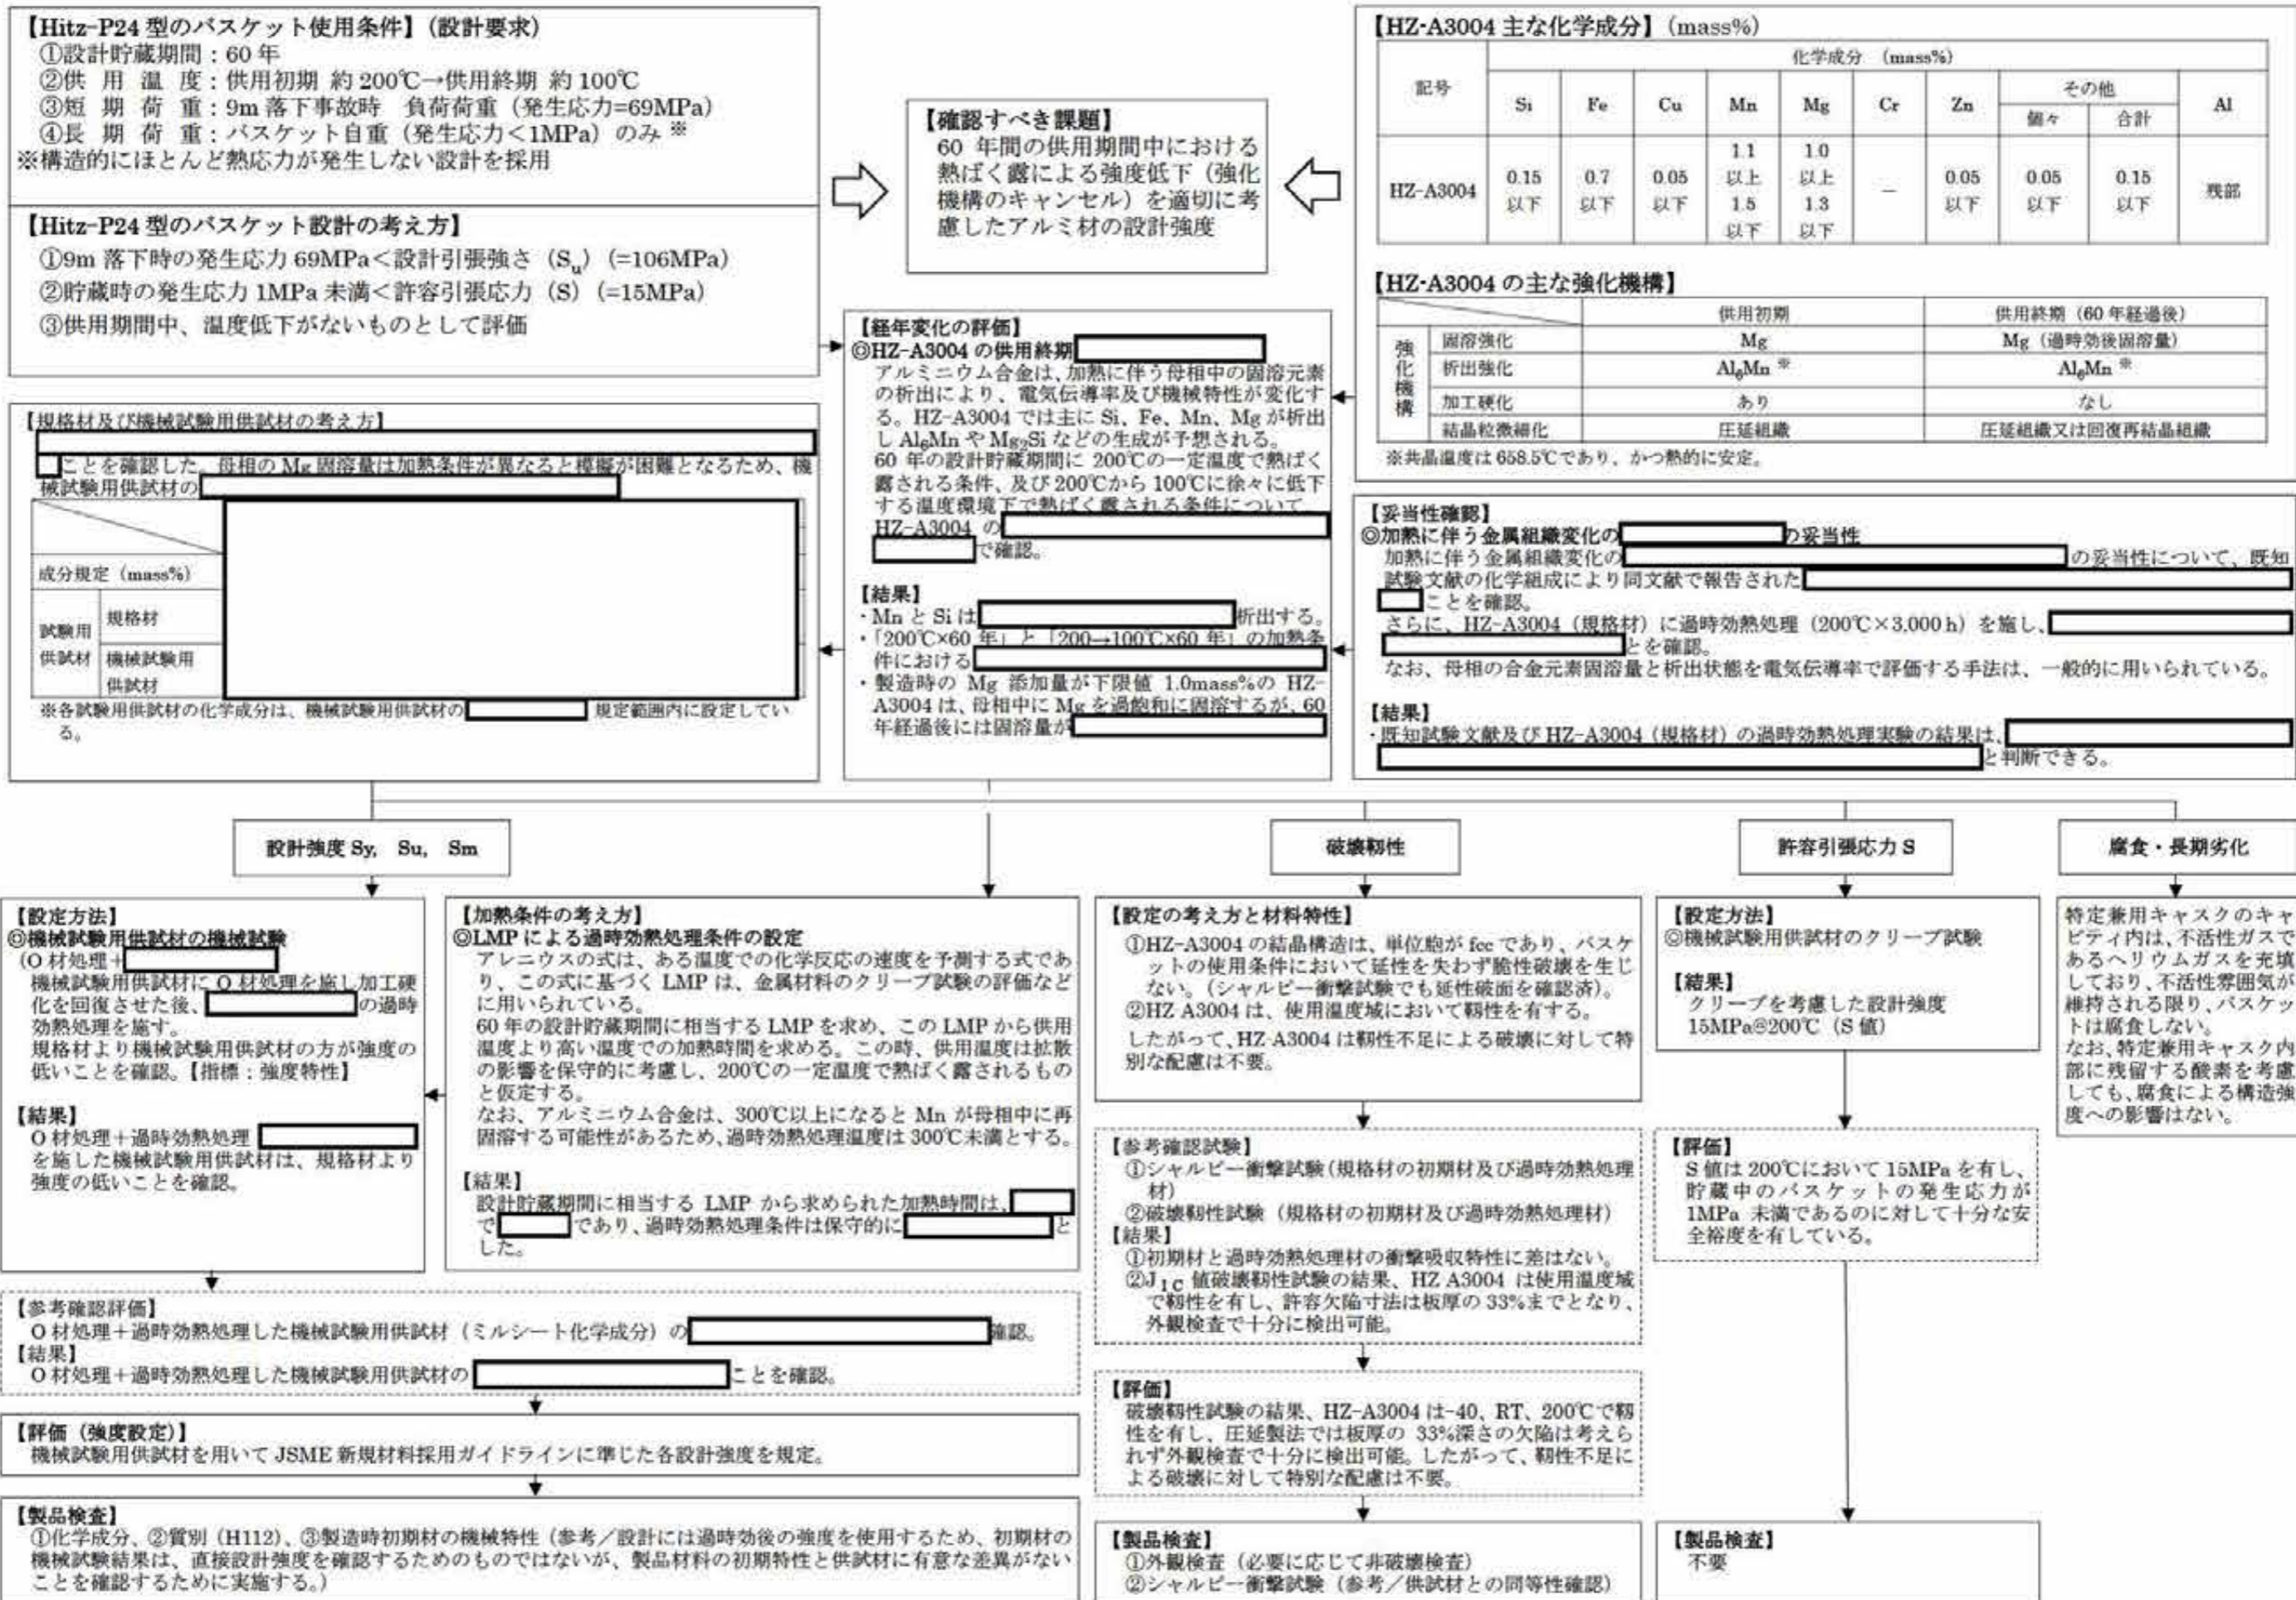 【Hitz-P24 型のバスケット使用条件】(設計要求)
①設計貯蔵期間：60 年
②供 用 温 度：供用初期 約 200℃→供用終期 約 100℃
③短 期 荷 重：9m 落下事故時 負荷荷重（発生応力=69MPa）
④長 期 荷 重：バスケット自重（発生応力＜1MPa）のみ ※
※構造的にほとんど熱応力が発生しない設計を採用
【Hitz-P24 型のバスケット設計の考え方】
①9m 落下時の発生応力 69MPa＜設計引張強さ（Su）(=106MPa)
②貯蔵時の発生応力 1MPa 未満＜許容引張応力（S）(=15MPa)
③供用期間中、温度低下がないものとして評価
【確認すべき課題】
60 年間の供用期間中における
熱ばく露による強度低下（強化
機構のキャンセル）を適切に考
慮したアルミ材の設計強度
【HZ-A3004 主な化学成分】(mass%)
記号 化学成分 （mass%）
Si Fe Cu Mn Mg Cr Zn その他 Al
個々 合計
HZ-A3004 0.15 以下 0.7 以下 0.05 以下 1.1 以上 1.5 以下 1.0 以上 1.3 以下 － 0.05 以下 0.05 以下 0.15 以下 残部
【HZ-A3004 の主な強化機構】
供用初期 供用終期（60 年経過後）
強化機構
固溶強化 Mg Mg（過時効後固溶量）
析出強化 Al6Mn ※ Al6Mn ※
加工硬化 あり なし
結晶粒微細化 圧延組織 圧延組織又は回復再結晶組織
※共晶温度は 658.5℃であり、かつ熱的に安定。
【規格材及び機械試験用供試材の考え方】
ことを確認した。母相の Mg 固溶量は加熱条件が異なると模擬が困難となるため、機
械試験用供試材の
成分規定（mass%）
試験用供試材
規格材
機械試験用
供試材
※各試験用供試材の化学成分は、機械試験用供試材の 規定範囲内に設定してい
る。
【経年変化の評価】
◎HZ-A3004 の供用終期
アルミニウム合金は、加熱に伴う母相中の固溶元素
の析出により、電気伝導率及び機械特性が変化す
る。HZ-A3004 では主に Si、Fe、Mn、Mg が析出
し Al6Mn や Mg2Si などの生成が予想される。
60 年の設計貯蔵期間に 200℃の一定温度で熱ばく
露される条件、及び 200℃から 100℃に徐々に低下
する温度環境下で熱ばく露される条件について、
HZ-A3004 の
で確認。
【結果】
・Mn と Si は 析出する。
・「200℃×60 年」と「200→100℃×60 年」の加熱条
件における
・製造時の Mg 添加量が下限値 1.0mass%の HZ-
A3004 は、母相中に Mg を過飽和に固溶するが、60
年経過後には固溶量が
【妥当性確認】
◎加熱に伴う金属組織変化の の妥当性
加熱に伴う金属組織変化の の妥当性について、既知
試験文献の化学組成により同文献で報告された
ことを確認。
さらに、HZ-A3004（規格材）に過時効熱処理（200℃×3,000 h）を施し、
とを確認。
なお、母相の合金元素固溶量と析出状態を電気伝導率で評価する手法は、一般的に用いられている。
【結果】
・既知試験文献及び HZ-A3004（規格材）の過時効熱処理実験の結果は、
と判断できる。
設計強度 Sy, Su, Sm
破壊靱性
許容引張応力 S
腐食・長期劣化
【設定方法】
◎機械試験用供試材の機械試験
（O 材処理＋
機械試験用供試材に O 材処理を施し加工硬
化を回復させた後、 の過時
効熱処理を施す。
規格材より機械試験用供試材の方が強度の
低いことを確認。【指標：強度特性】
【結果】
O 材処理＋過時効熱処理
を施した機械試験用供試材は、規格材より
強度の低いことを確認。
【加熱条件の考え方】
◎LMP による過時効熱処理条件の設定
アレニウスの式は、ある温度での化学反応の速度を予測する式であ
り、この式に基づく LMP は、金属材料のクリープ試験の評価など
に用いられている。
60 年の設計貯蔵期間に相当する LMP を求め、この LMP から供用
温度より高い温度での加熱時間を求める。この時、供用温度は拡散
の影響を保守的に考慮し、200℃の一定温度で熱ばく露されるもの
と仮定する。
なお、アルミニウム合金は、300℃以上になると Mn が母相中に再
固溶する可能性があるため、過時効熱処理温度は 300℃未満とする。
【結果】
設計貯蔵期間に相当する LMP から求められた加熱時間は、
で であり、過時効熱処理条件は保守的に と
した。
【設定の考え方と材料特性】
①HZ-A3004 の結晶構造は、単位胞が fcc であり、バスケ
ットの使用条件において延性を失わず脆性破壊を生じ
ない。（シャルピー衝撃試験でも延性破面を確認済）。
②HZ A3004 は、使用温度域において靱性を有する。
したがって、HZ-A3004 は靱性不足による破壊に対して特
別な配慮は不要。
【設定方法】
◎機械試験用供試材のクリープ試験
【結果】
クリープを考慮した設計強度
15MPa@200℃（S 値）
特定兼用キャスクのキャ
ビティ内は、不活性ガスで
あるヘリウムガスを充填
しており、不活性雰囲気が
維持される限り、バスケッ
トは腐食しない。
なお、特定兼用キャスク内
部に残留する酸素を考慮
しても、腐食による構造強
度への影響はない。
【参考確認試験】
①シャルピー衝撃試験（規格材の初期材及び過時効熱処理
材）
②破壊靱性試験（規格材の初期材及び過時効熱処理材）
【結果】
①初期材と過時効熱処理材の衝撃吸収特性に差はない。
②J1C 値破壊靱性試験の結果、HZ A3004 は使用温度域
で靱性を有し、許容欠陥寸法は板厚の 33%までとなり、
外観検査で十分に検出可能。
【評価】
S 値は 200℃において 15MPa を有し、
貯蔵中のバスケットの発生応力が
1MPa 未満であるのに対して十分な安
全裕度を有している。
【参考確認評価】
O 材処理＋過時効熱処理した機械試験用供試材（ミルシート化学成分）の 確認。
【結果】
O 材処理＋過時効熱処理した機械試験用供試材の ことを確認。
【評価】
破壊靱性試験の結果、HZ-A3004 は-40、RT、200℃で靱
性を有し、圧延製法では板厚の 33%深さの欠陥は考えら
れず外観検査で十分に検出可能。したがって、靱性不足に
よる破壊に対して特別な配慮は不要。
【評価（強度設定）】
機械試験用供試材を用いて JSME 新規材料採用ガイドラインに準じた各設計強度を規定。
【製品検査】
①化学成分、②質別（H112）、③製造時初期材の機械特性（参考／設計には過時効後の強度を使用するため、初期材の
機械試験結果は、直接設計強度を確認するためのものではないが、製品材料の初期特性と供試材に有意な差異がない
ことを確認するために実施する。）
【製品検査】
①外観検査（必要に応じて非破壊検査）
②シャルピー衝撃試験（参考／供試材との同等性確認）
【製品検査】
不要